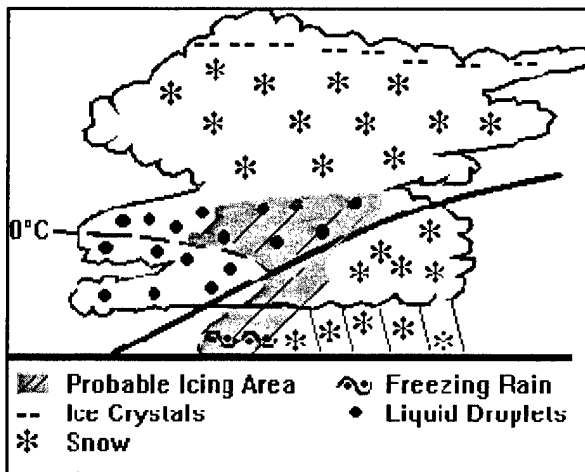 0°C
Probable Icing Area
Freezing Rain
Ice Crystals
Liquid Droplets
Snow